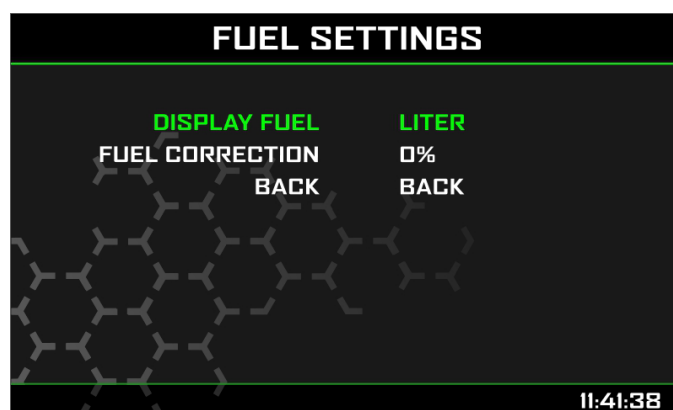 FUEL SETTINGS
DISPLAY FUEL LITER
FUEL CORRECTION 0%
BACK BACK
11:41:38